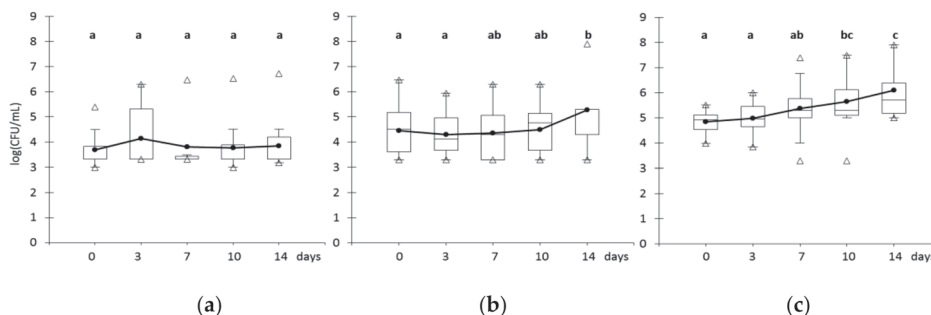 9 8 7 6 5 4 3 2 1 0
log(CFU/mL)
a a a a a
0 3 7 10 14 days
(a)
9 8 7 6 5 4 3 2 1 0
a a ab ab b
0 3 7 10 14 days
(b)
9 8 7 6 5 4 3 2 1 0
a a ab bc c
0 3 7 10 14 days
(c)